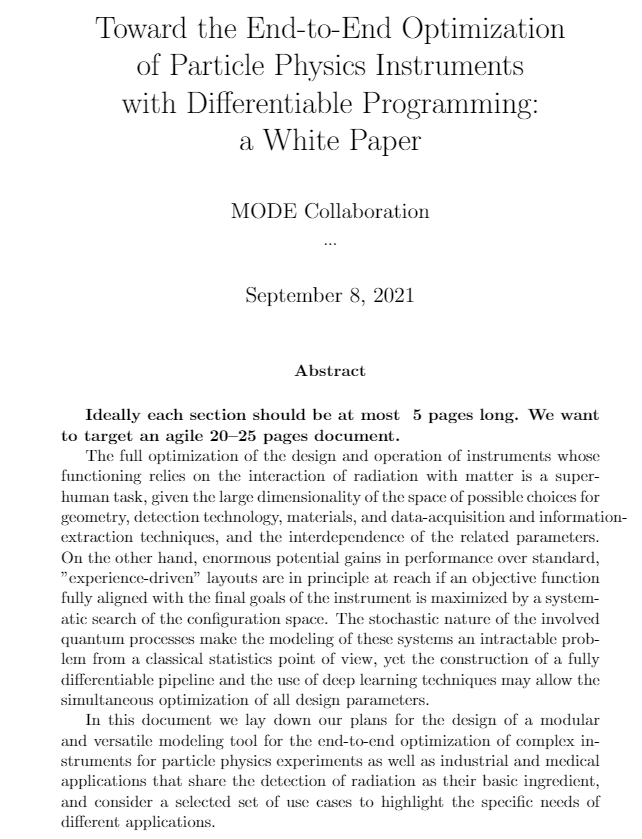 Toward the End-to-End Optimization
of Particle Physics Instruments
with Differentiable Programming:
a White Paper
MODE Collaboration
...
September 8, 2021
Abstract
Ideally each section should be at most 5 pages long. We want
to target an agile 20–25 pages document.
The full optimization of the design and operation of instruments whose
functioning relies on the interaction of radiation with matter is a super-
human task, given the large dimensionality of the space of possible choices for
geometry, detection technology, materials, and data-acquisition and information-
extraction techniques, and the interdependence of the related parameters.
On the other hand, enormous potential gains in performance over standard,
”experience-driven” layouts are in principle at reach if an objective function
fully aligned with the final goals of the instrument is maximized by a system-
atic search of the configuration space. The stochastic nature of the involved
quantum processes make the modeling of these systems an intractable prob-
lem from a classical statistics point of view, yet the construction of a fully
differentiable pipeline and the use of deep learning techniques may allow the
simultaneous optimization of all design parameters.
In this document we lay down our plans for the design of a modular
and versatile modeling tool for the end-to-end optimization of complex in-
struments for particle physics experiments as well as industrial and medical
applications that share the detection of radiation as their basic ingredient,
and consider a selected set of use cases to highlight the specific needs of
different applications.